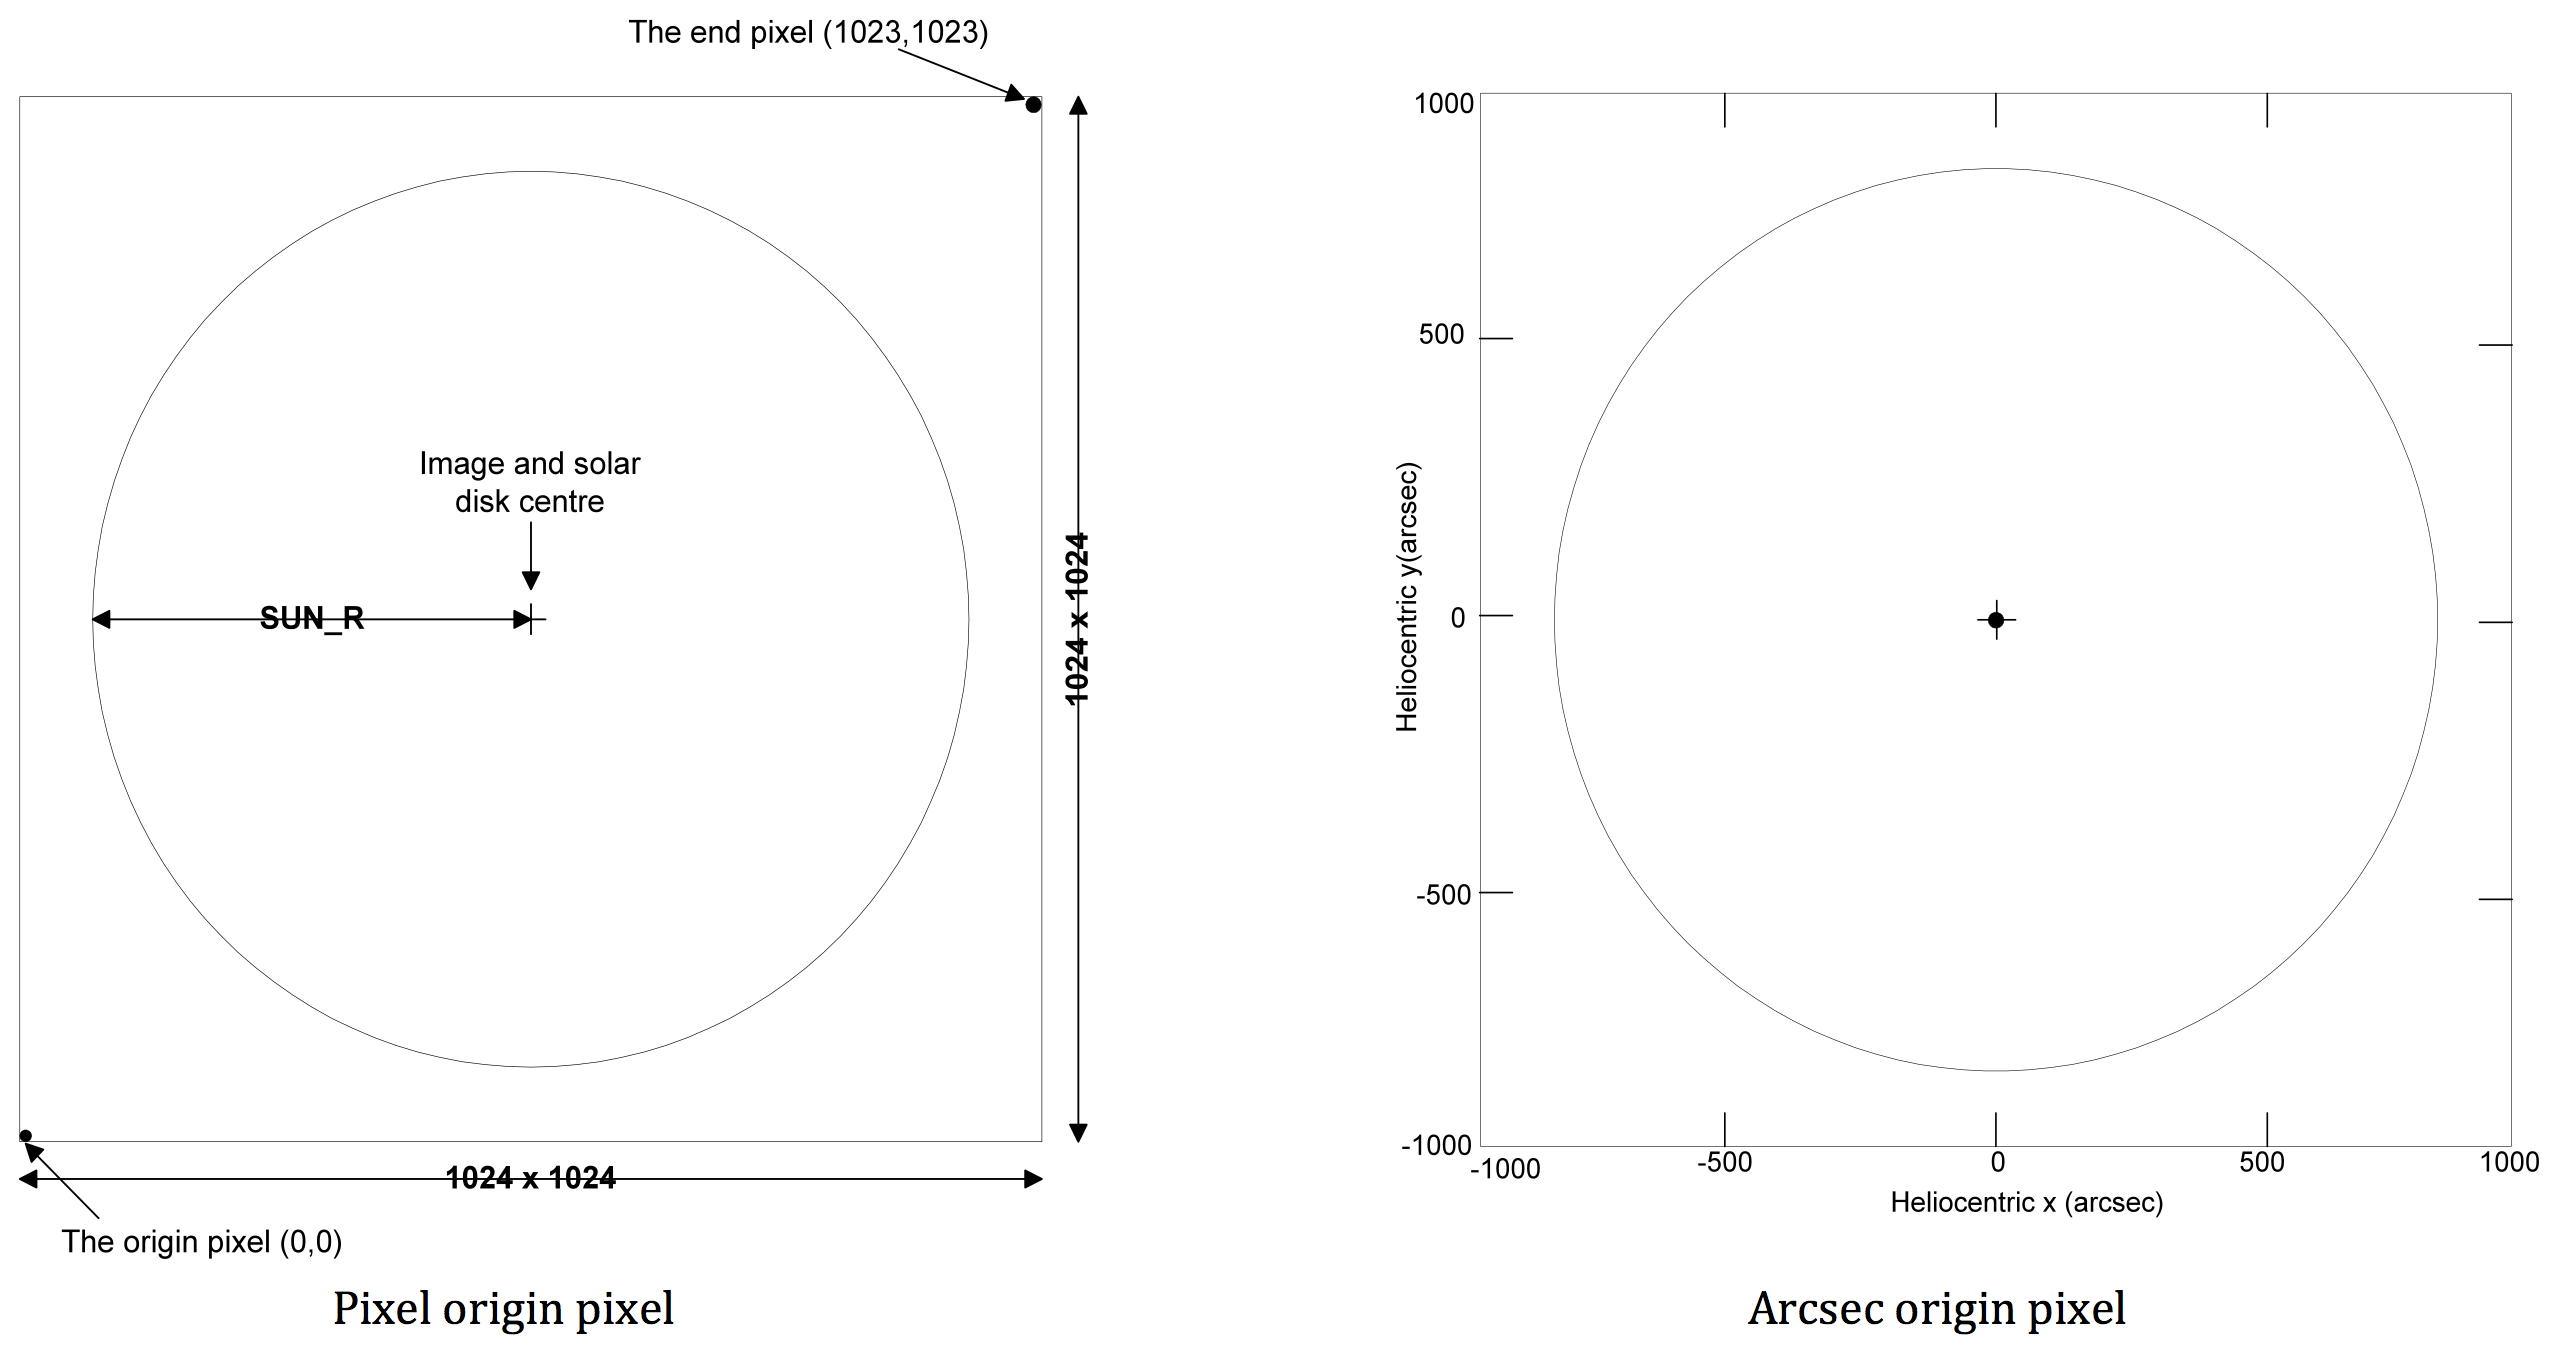 The end pixel (1023,1023)
Image and solar
disk centre
SUN_R
1024 x 1024
1024 x 1024
The origin pixel (0,0)
Pixel origin pixel
1000
500
0
-500
-1000
Heliocentric y(arcsec)
-1000
-500
0
500
1000
Heliocentric x (arcsec)
Arcsec origin pixel